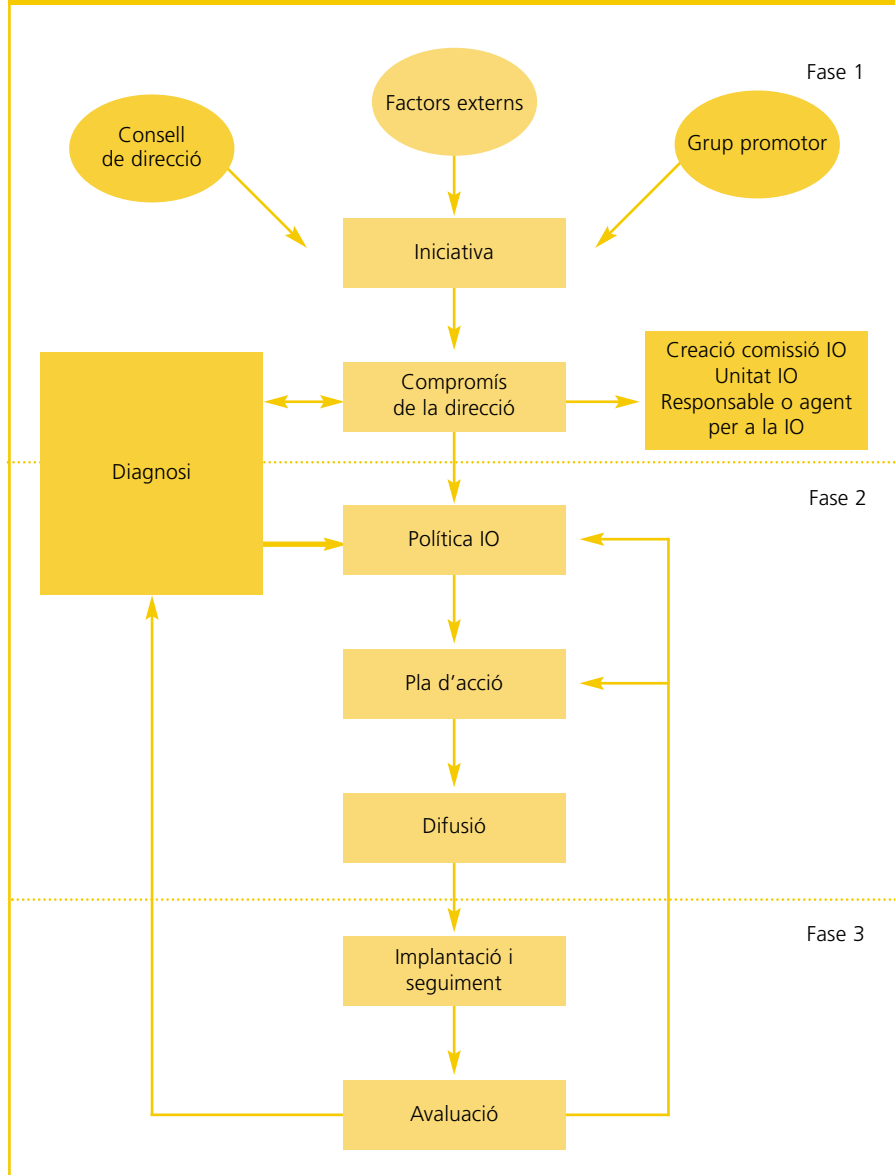 Fase 1
Factors externs
Consell
de direcció
Grup promotor
Iniciativa
Creació comissió IO
Unitat IO
Responsable o agent
per a la IO
Compromís
de la direcció
Diagnosi
Fase 2
Política IO
Pla d’acció
Difusió
Fase 3
Implantació i
seguiment
Avaluació